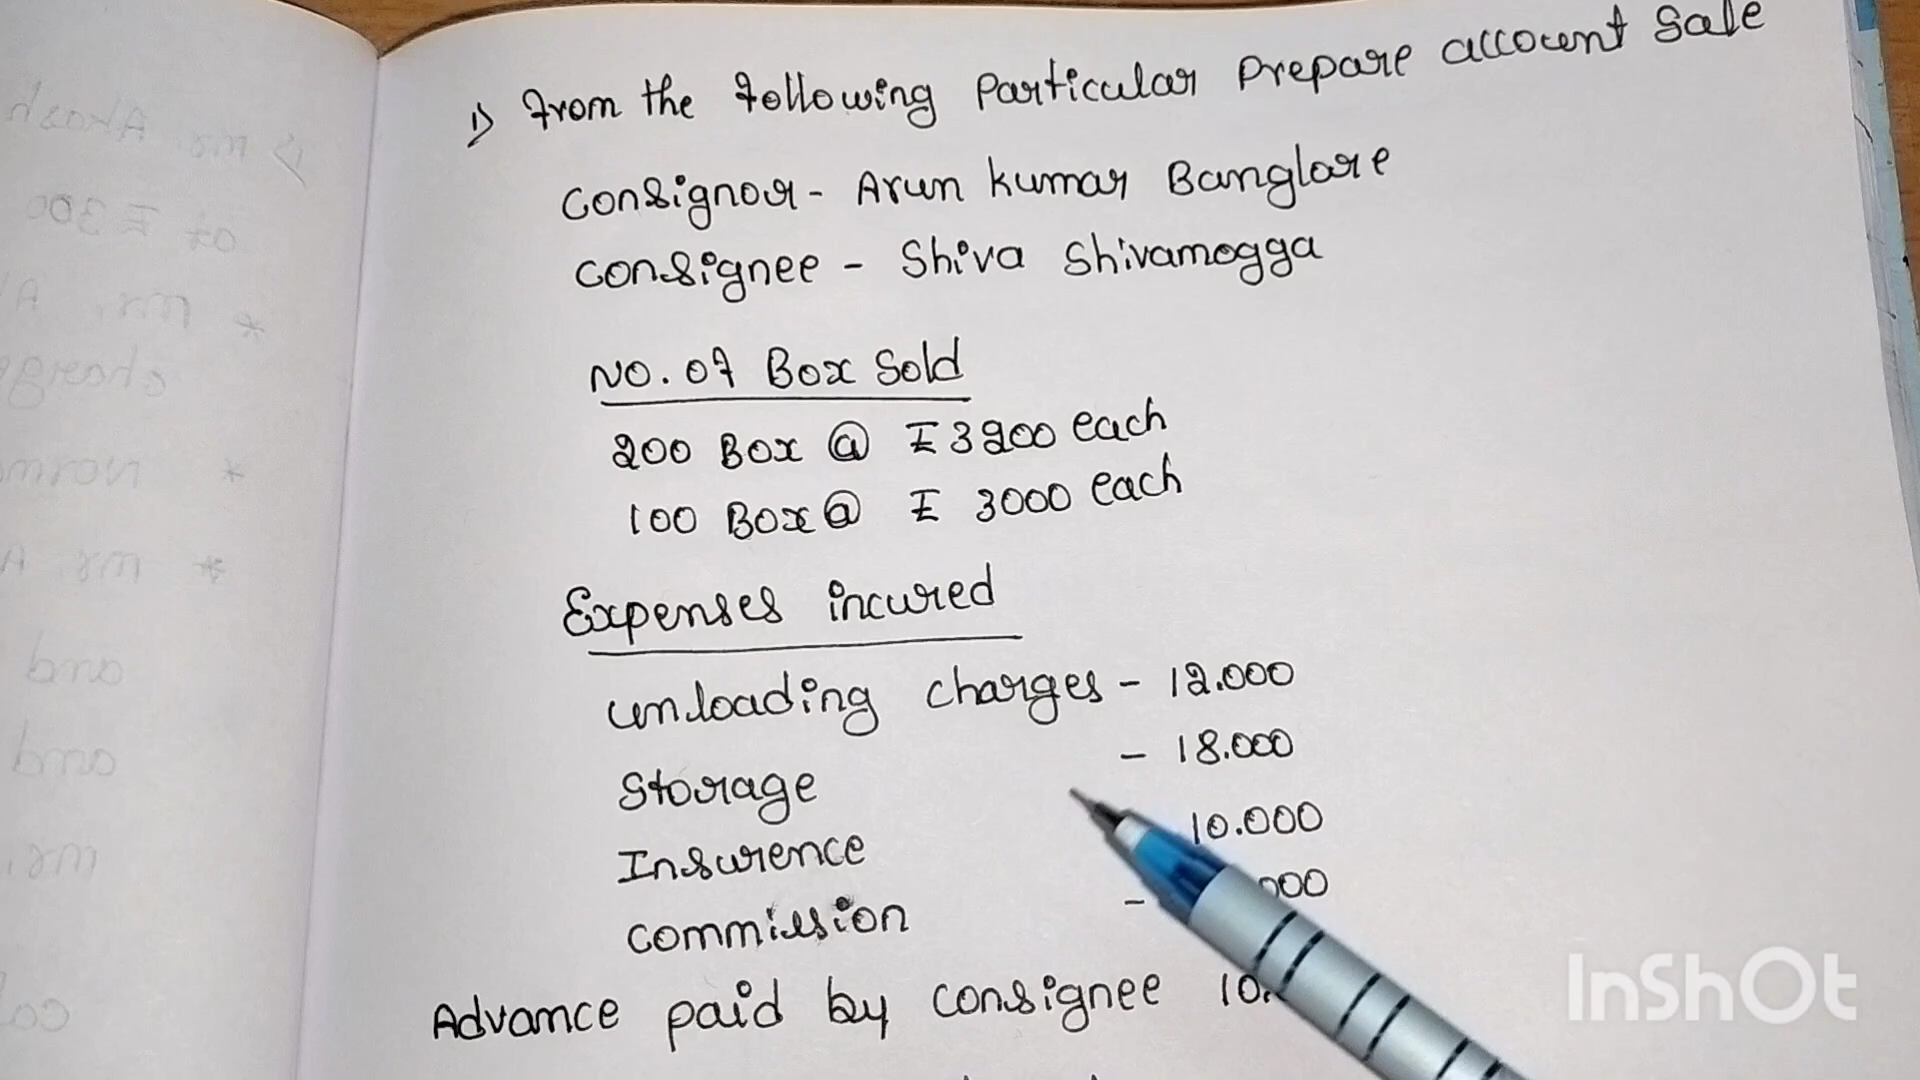 1) From the following Particular Prepare account Sale
Consignor - Arun Kumar Banglore
Consignee - Shiva Shivamogga
NO. of Box Sold
200 Box @ ₹ 3200 each
100 Box @ ₹ 3000 each
Expenses incured
unloading charges - 12.000
Storage - 18.000
Insurence 10.000
Commission -
Advance paid by consignee
InShOt